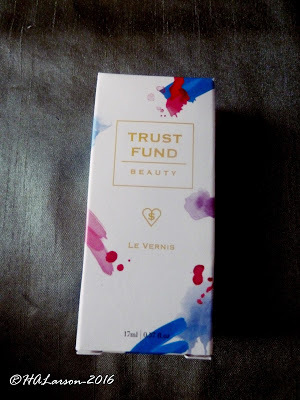 TRUST
FUND
BEAUTY
$
LE VERNIS
17ml | 0.57 fl oz
©HALarson-2016